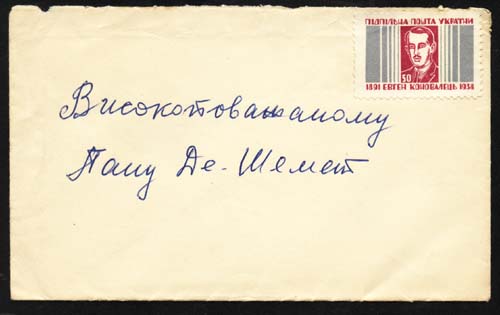 ПІДПІЛЬНА ПОШТА УКРАЇНИ
50
1891 ЕВГЕН КОНОВАЛЕЦЬ 1938
Високоповажаному
Пану Де-Шемет